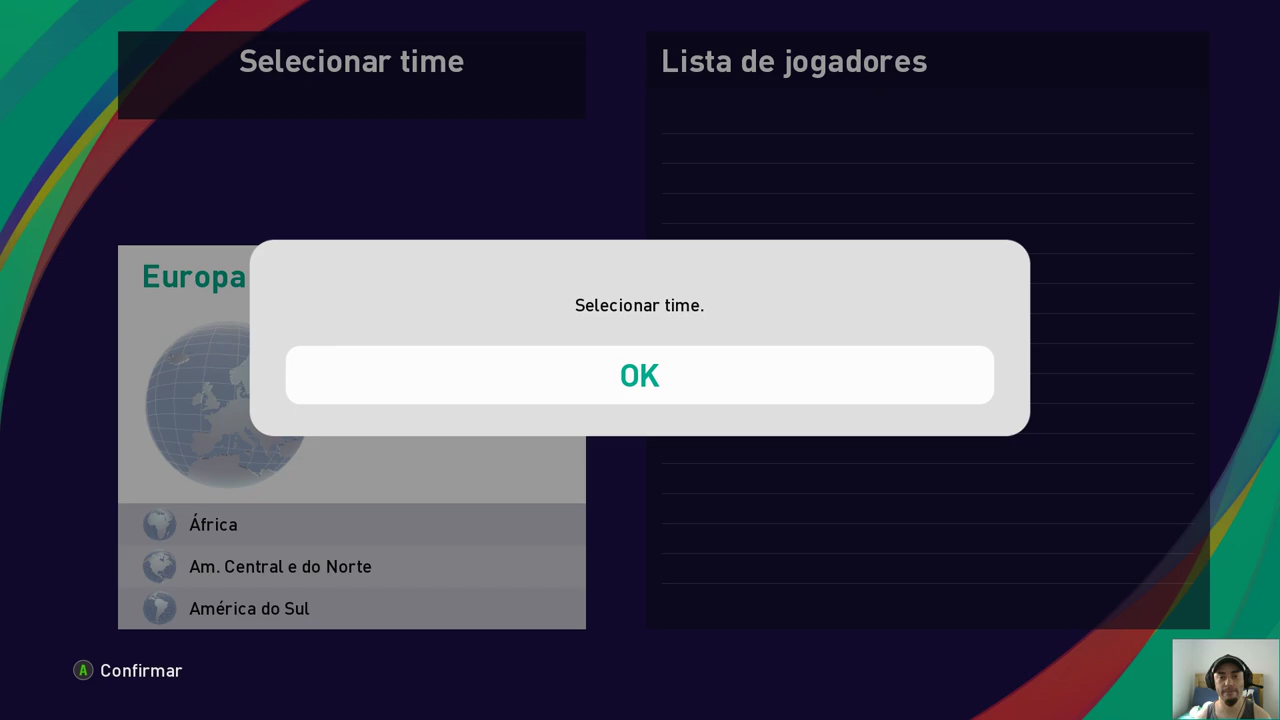 Selecionar time
Lista de jogadores
Europa
Selecionar time.
OK
África
Am. Central e do Norte
América do Sul
A Confirmar